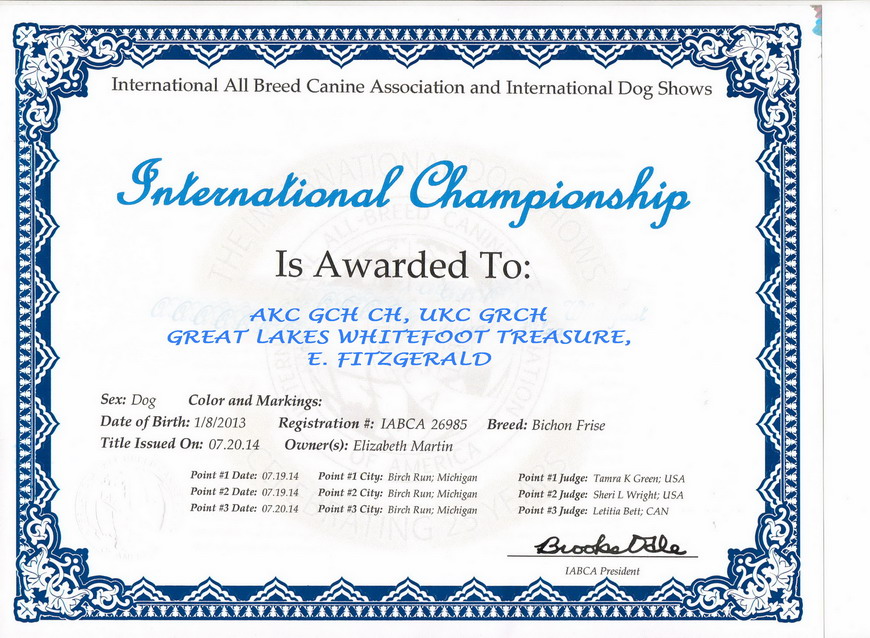 International All Breed Canine Association and International Dog Shows
International Championship
Is Awarded To:
AKC GCH CH, UKC GRCH
GREAT LAKES WHITEFOOT TREASURE,
E. FITZGERALD
Sex: Dog Color and Markings:
Date of Birth: 1/8/2013 Registration #: IABCA 26985 Breed: Bichon Frise
Title Issued On: 07.20.14 Owner(s): Elizabeth Martin
Point #1 Date: 07.19.14 Point #1 City: Birch Run; Michigan Point #1 Judge: Tamra K Green; USA
Point #2 Date: 07.19.14 Point #2 City: Birch Run; Michigan Point #2 Judge: Sheri L Wright; USA
Point #3 Date: 07.20.14 Point #3 City: Birch Run; Michigan Point #3 Judge: Letitia Bett; CAN
IABCA President